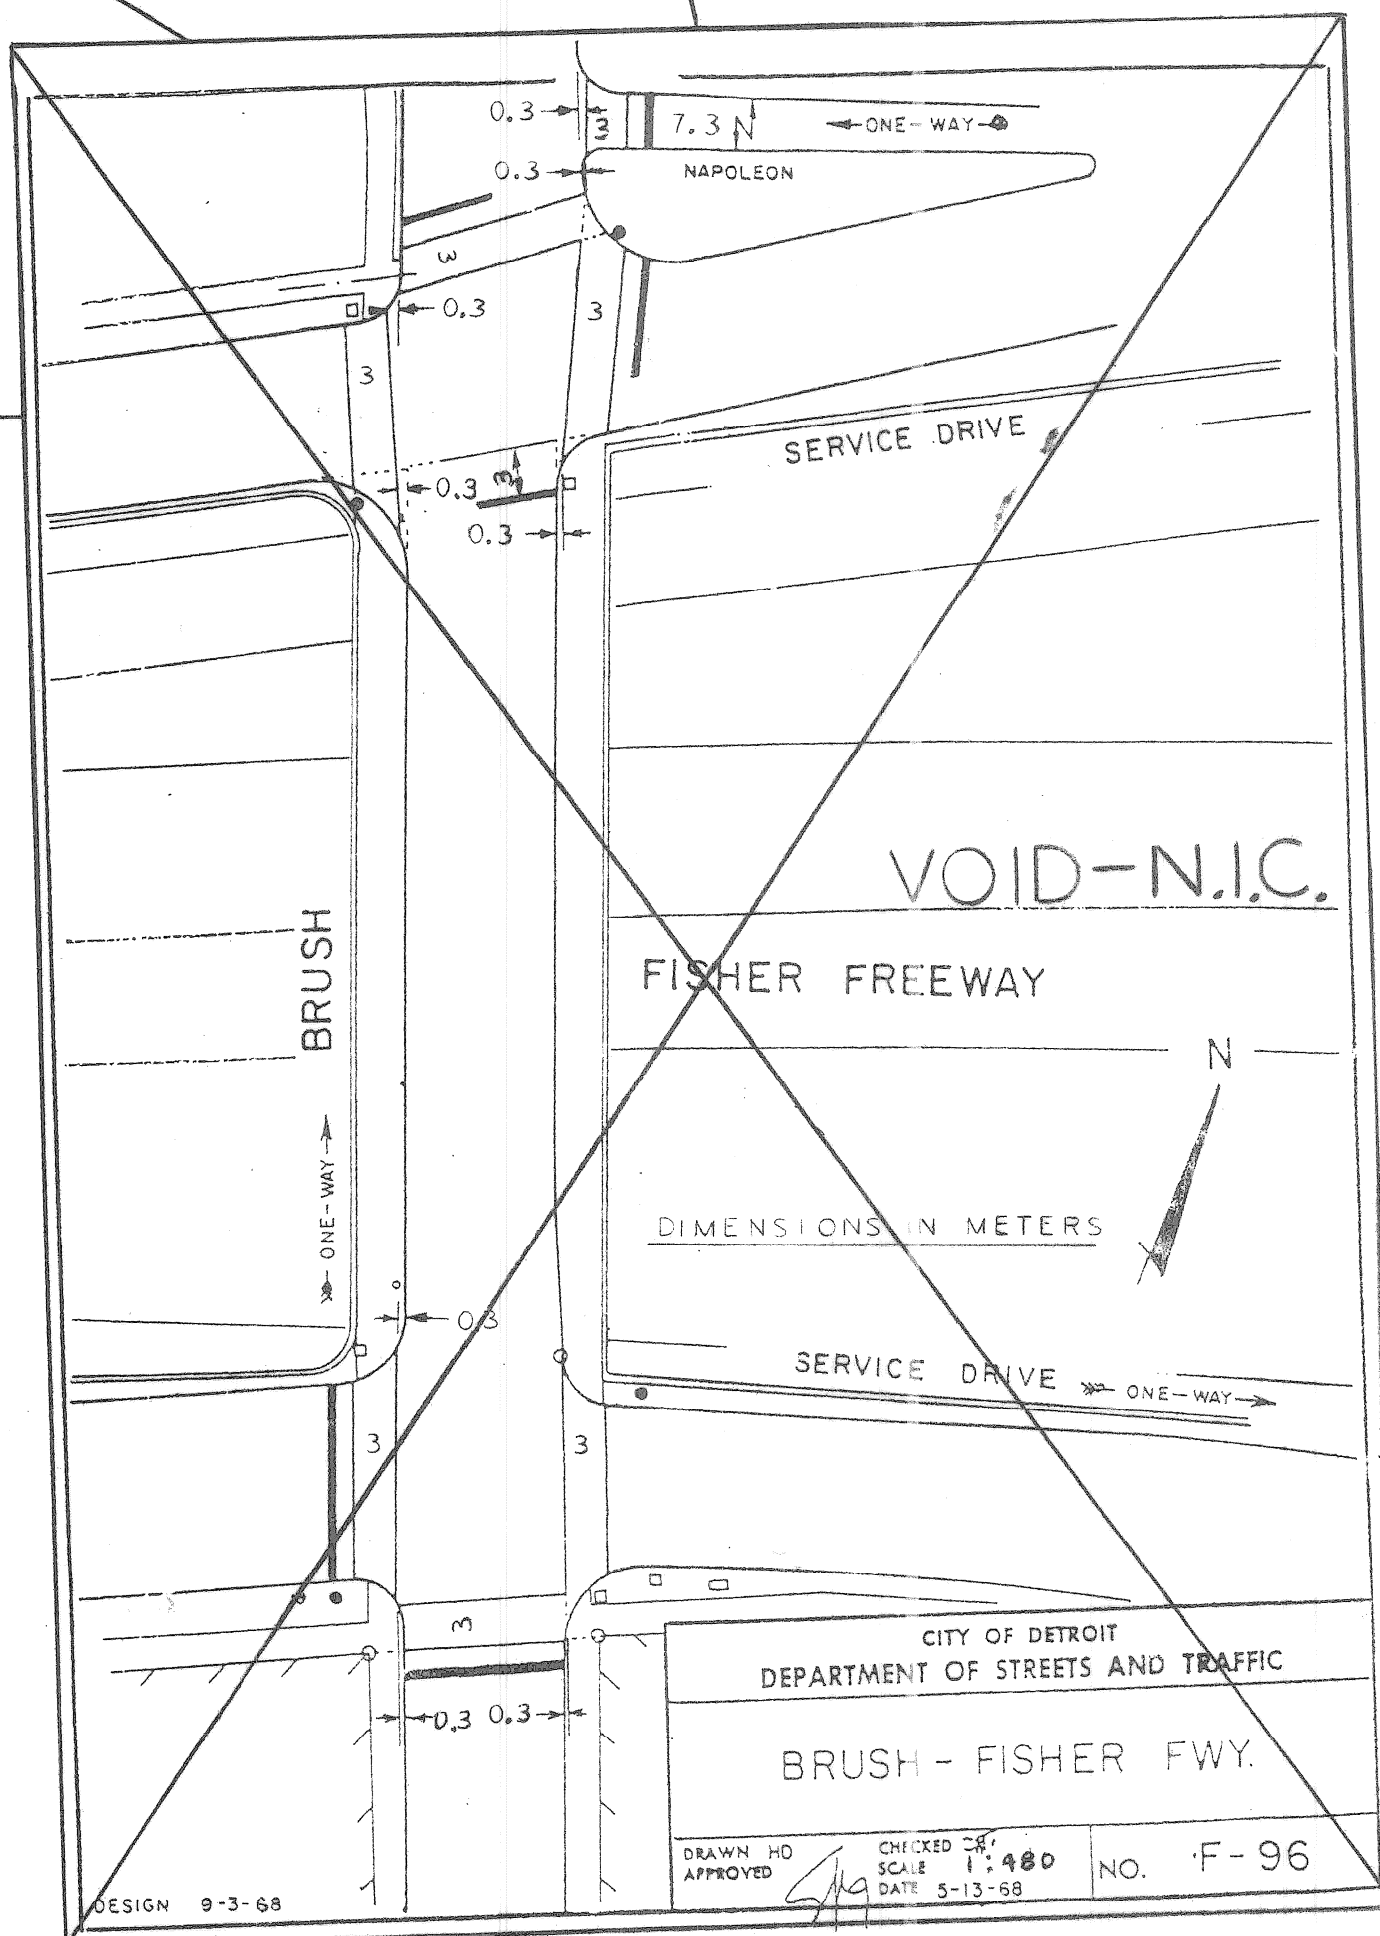 0.3
3
7.3
N
ONE-WAY
0.3
NAPOLEON
3
0.3
3
3
SERVICE DRIVE
0.3
3
0.3
VOID-N.I.C.
BRUSH
FISHER FREEWAY
N
ONE-WAY
DIMENSIONS IN METERS
0.3
SERVICE DRIVE
ONE-WAY
3
3
3
CITY OF DETROIT
DEPARTMENT OF STREETS AND TRAFFIC
0.3 0.3
BRUSH - FISHER FWY.
DRAWN HD
APPROVED
CHECKED
SCALE 1:480
DATE 5-13-68
NO. F-96
DESIGN 9-3-68